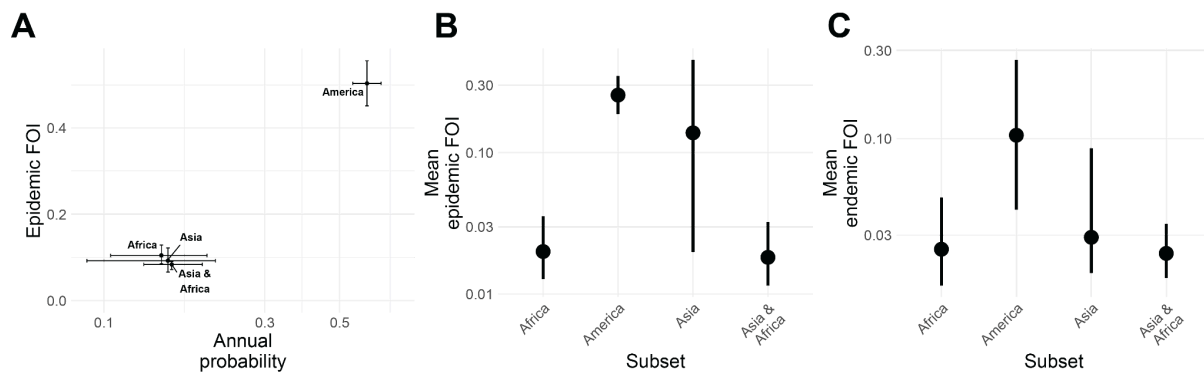 A
Epidemic FOI
0.4
0.2
0.0
America
Africa
Asia
Asia &
Africa
0.1
0.3
0.5
Annual
probability
B
Mean
epidemic FOI
0.30
0.10
0.03
0.01
Africa
America
Asia
Asia &
Africa
Subset
C
Mean
endemic FOI
0.30
0.10
0.03
Africa
America
Asia
Asia &
Africa
Subset